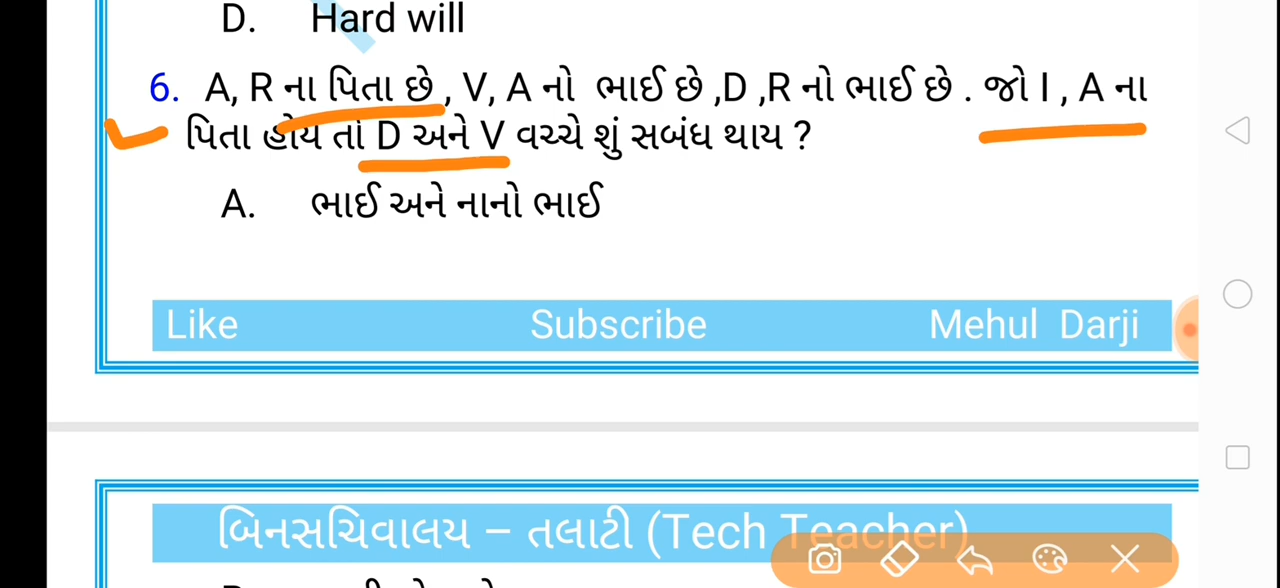 D. Hard will
6. A, R ના પિતા છે , V, A નો ભાઈ છે ,D ,R નો ભાઈ છે . જો I , A ના
પિતા હોય તો D અને V વચ્ચે શું સબંધ થાય ?
A. ભાઈ અને નાનો ભાઈ
Like Subscribe Mehul Darji
બિનસચિવાલય – તલાટી (Tech Teacher)